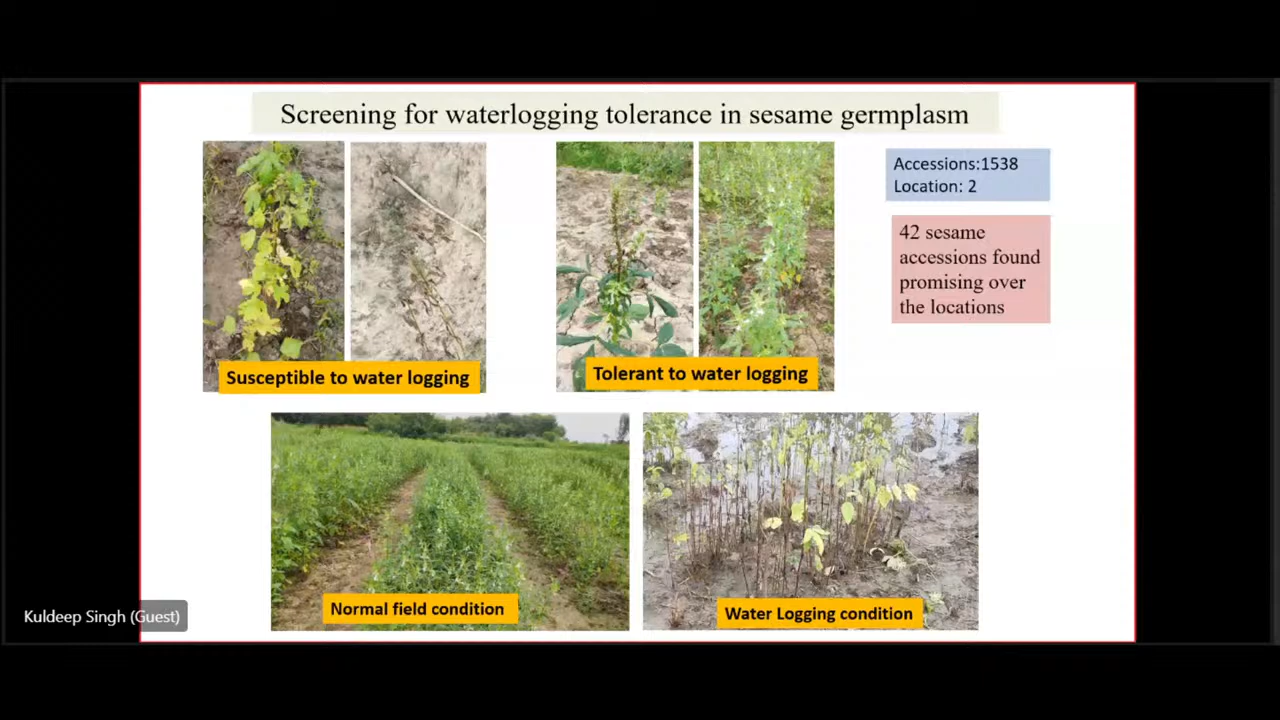 Screening for waterlogging tolerance in sesame germplasm
Accessions:1538
Location: 2
42 sesame
accessions found
promising over
the locations
Susceptible to water logging
Tolerant to water logging
Normal field condition
Water Logging condition
Kuldeep Singh (Guest)